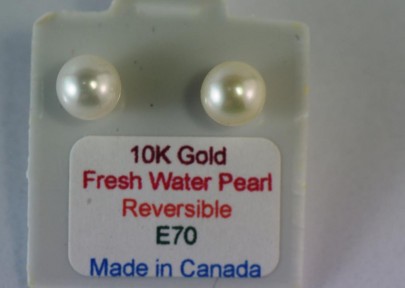 10K Gold
Fresh Water Pearl
Reversible
E70
Made in Canada